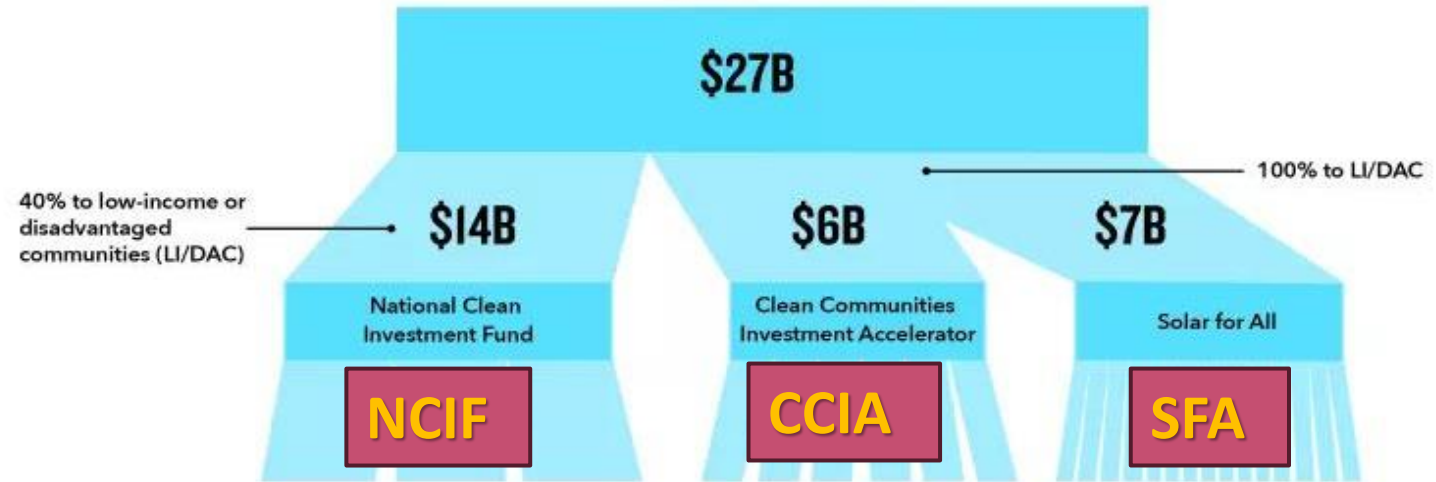 $27B
40% to low-income or
disadvantaged
communities (LI/DAC)
100% to LI/DAC
$14B
$6B
$7B
National Clean
Investment Fund
Clean Communities
Investment Accelerator
Solar for All
NCIF
CCIA
SFA